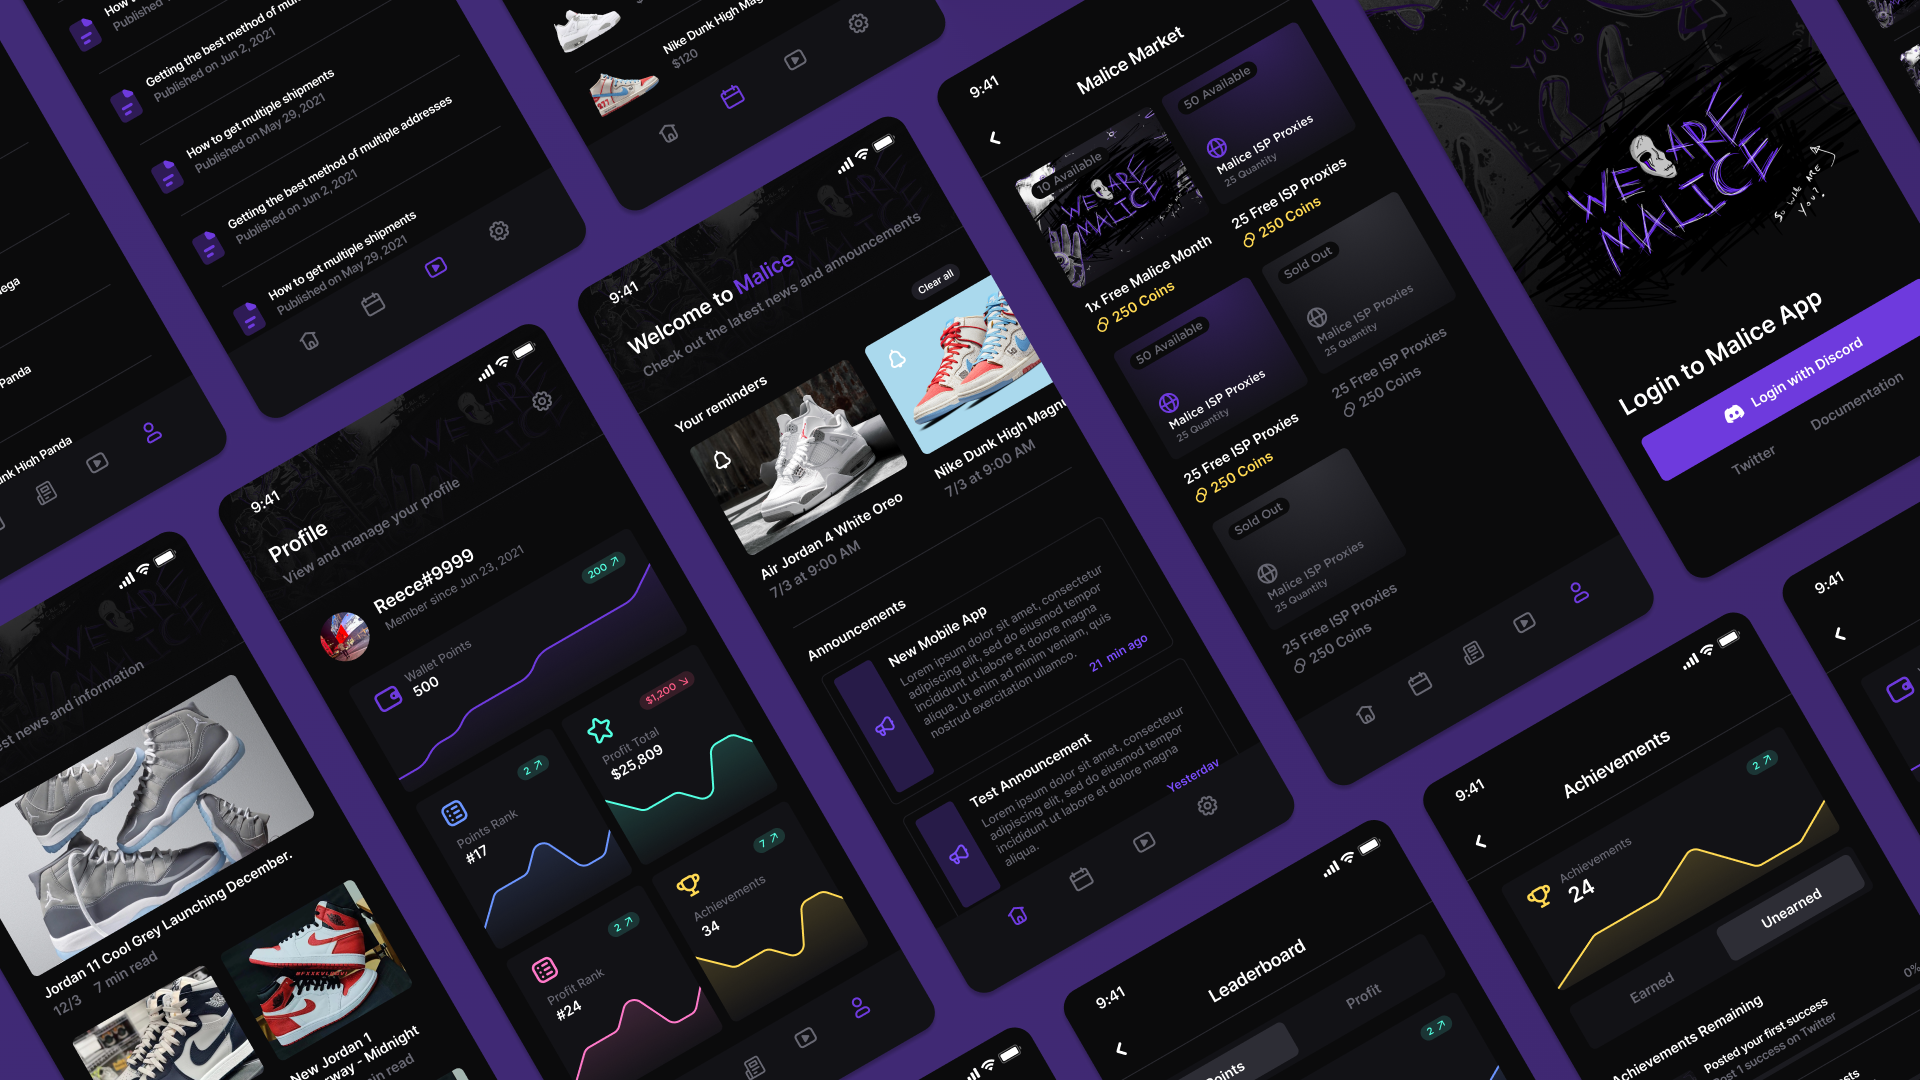 Published on Jun 2, 2021
Getting the best method of mul
Published on Jun 2, 2021
How to get multiple shipments
Published on May 29, 2021
Getting the best method of multiple addresses
Published on Jun 2, 2021
How to get multiple shipments
Published on May 29, 2021
Nike Dunk High Mag
$120
ega
Panda
unk High Panda
est news and information
Jordan 11 Cool Grey Launching December.
12/3 7 min read
New Jordan 1
rway - Midnight
in read
9:41
Profile
View and manage your profile
Reece#9999
Member since Jun 23, 2021
Wallet Points
500
200
Points Rank
#17
2
Profit Total
$25,809
$1,200
Profit Rank
#24
2
Achievements
34
7
9:41
WE ARE
MALICE
Welcome to Malice
Check out the latest news and announcements
Your reminders
Clear all
Air Jordan 4 White Oreo
7/3 at 9:00 AM
Nike Dunk High Magn
7/3 at 9:00 AM
Announcements
New Mobile App
Lorem ipsum dolor sit amet, consectetur
adipiscing elit, sed do eiusmod tempor
incididunt ut labore et dolore magna
aliqua. Ut enim ad minim veniam, quis
nostrud exercitation ullamco.
21 min ago
Test Announcement
Lorem ipsum dolor sit amet, consectetur
adipiscing elit, sed do eiusmod tempor
incididunt ut labore et dolore magna
aliqua.
Yesterday
9:41
Malice Market
10 Available
WE ARE
MALICE
1x Free Malice Month
250 Coins
50 Available
Malice ISP Proxies
25 Quantity
25 Free ISP Proxies
250 Coins
50 Available
Malice ISP Proxies
25 Quantity
25 Free ISP Proxies
250 Coins
Sold Out
Malice ISP Proxies
25 Quantity
25 Free ISP Proxies
250 Coins
Sold Out
Malice ISP Proxies
25 Quantity
25 Free ISP Proxies
250 Coins
WE ARE
MALICE
YOU?
Login to Malice App
Login with Discord
Twitter
Documentation
9:41
Leaderboard
Points
Profit
2
9:41
Achievements
Achievements
24
2
Earned
Unearned
Achievements Remaining
Posted your first success
ost 1 success on Twitter
0%
9:41